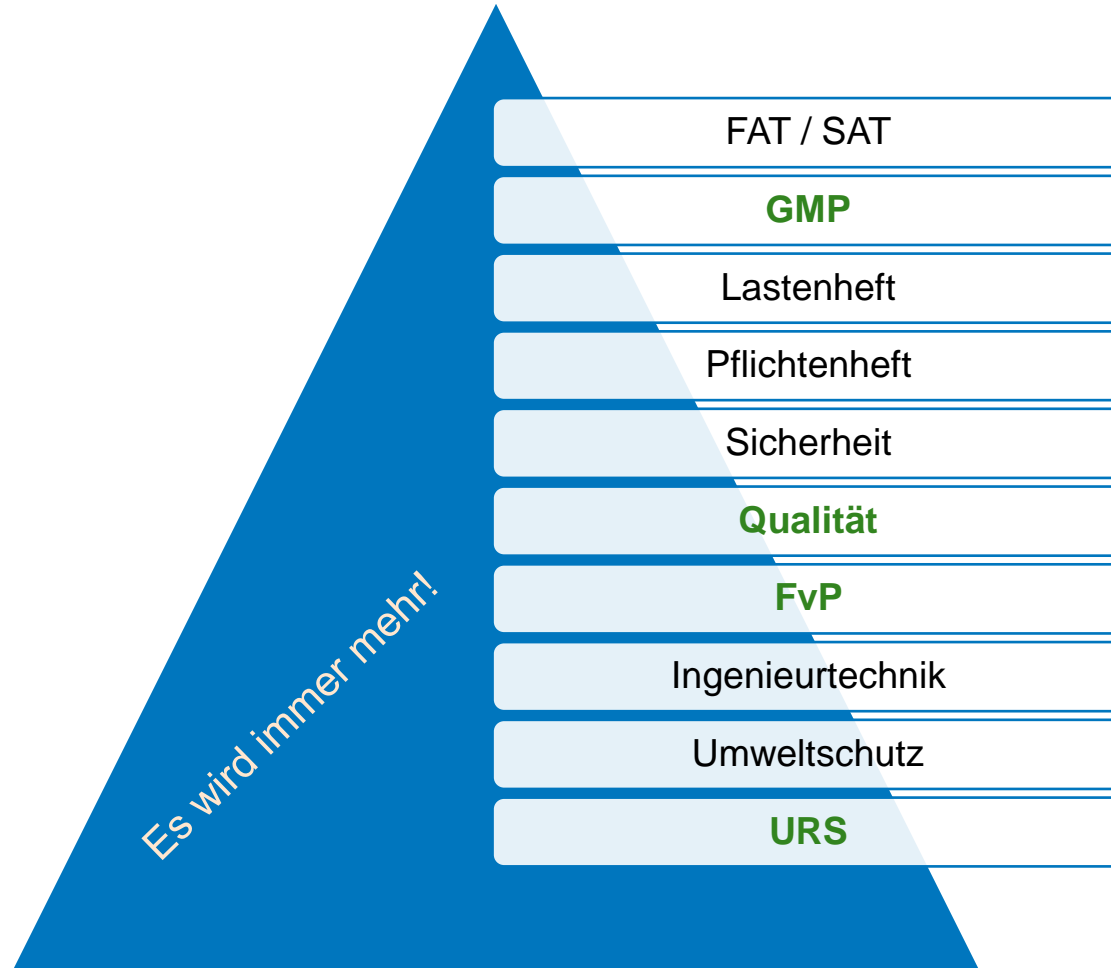 FAT / SAT
GMP
Lastenheft
Pflichtenheft
Sicherheit
Qualität
FvP
Ingenieurtechnik
Umweltschutz
URS
Es wird immer mehr!